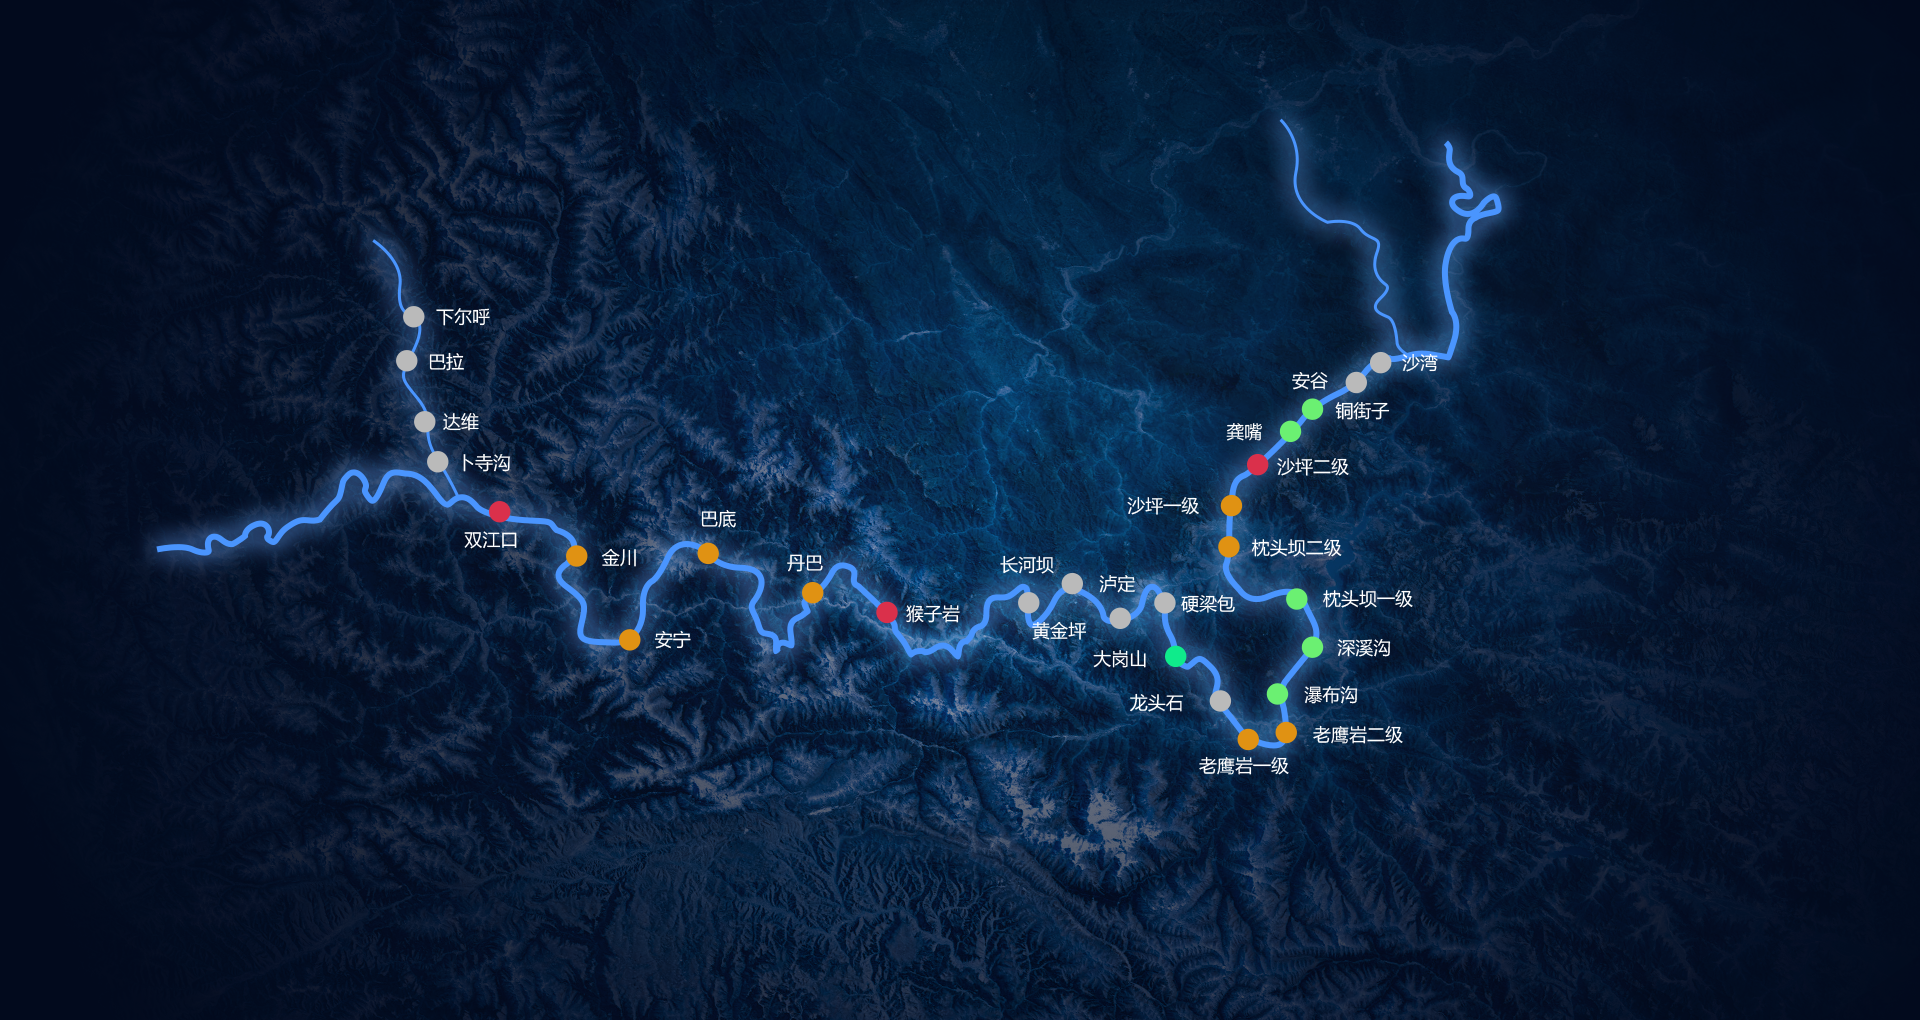 下尔呼
巴拉
达维
卜寺沟
双江口
金川
安宁
巴底
丹巴
猴子岩
长河坝
黄金坪
泸定
硬梁包
大岗山
龙头石
老鹰岩一级
老鹰岩二级
瀑布沟
深溪沟
枕头坝一级
枕头坝二级
沙坪一级
沙坪二级
龚嘴
铜街子
安谷
沙湾